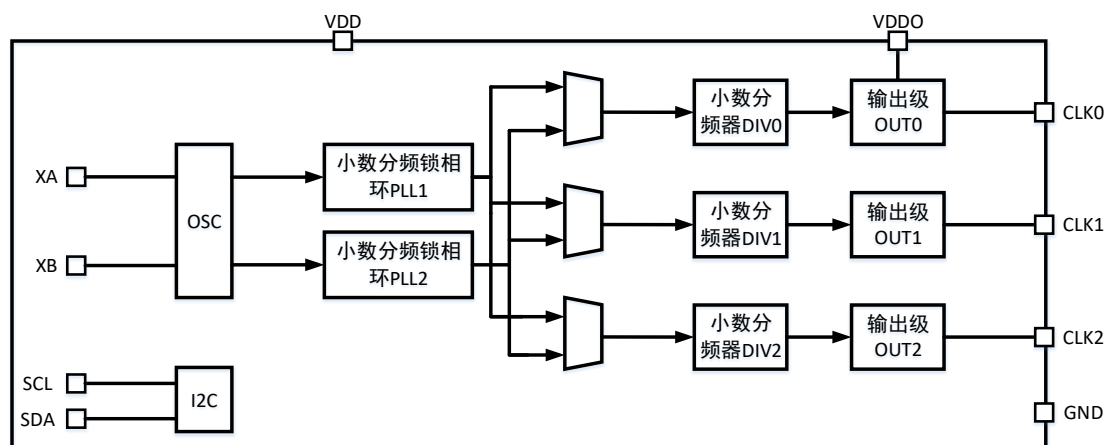 VDD
VDDO
小数分
频器DIV0
输出级
OUT0
CLK0
XA
OSC
小数分频锁相
环PLL1
XB
小数分频锁相
环PLL2
小数分
频器DIV1
输出级
OUT1
CLK1
小数分
频器DIV2
输出级
OUT2
CLK2
SCL
SDA
I2C
GND